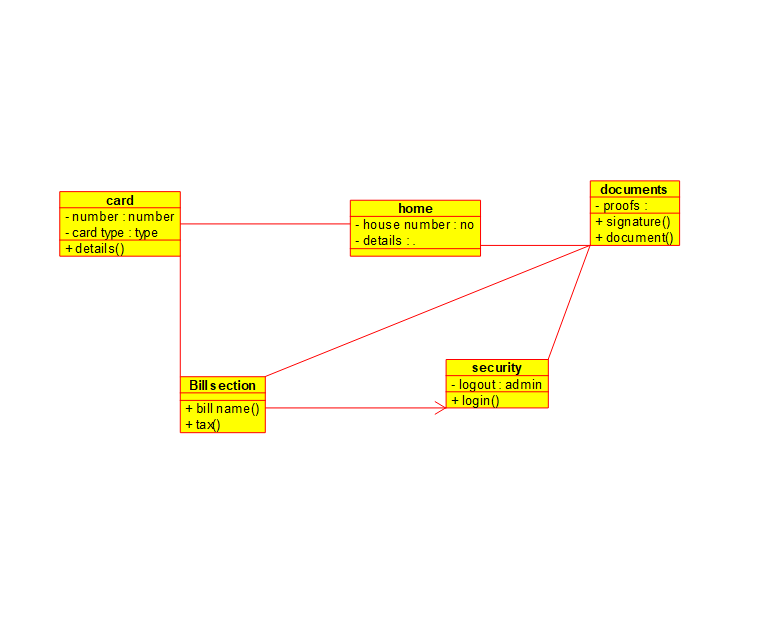 card
- number : number
- card type : type
+ details()
home
- house number : no
- details : .
documents
- proofs :
+ signature()
+ document()
Bill section
+ bill name()
+ tax()
security
- logout : admin
+ login()